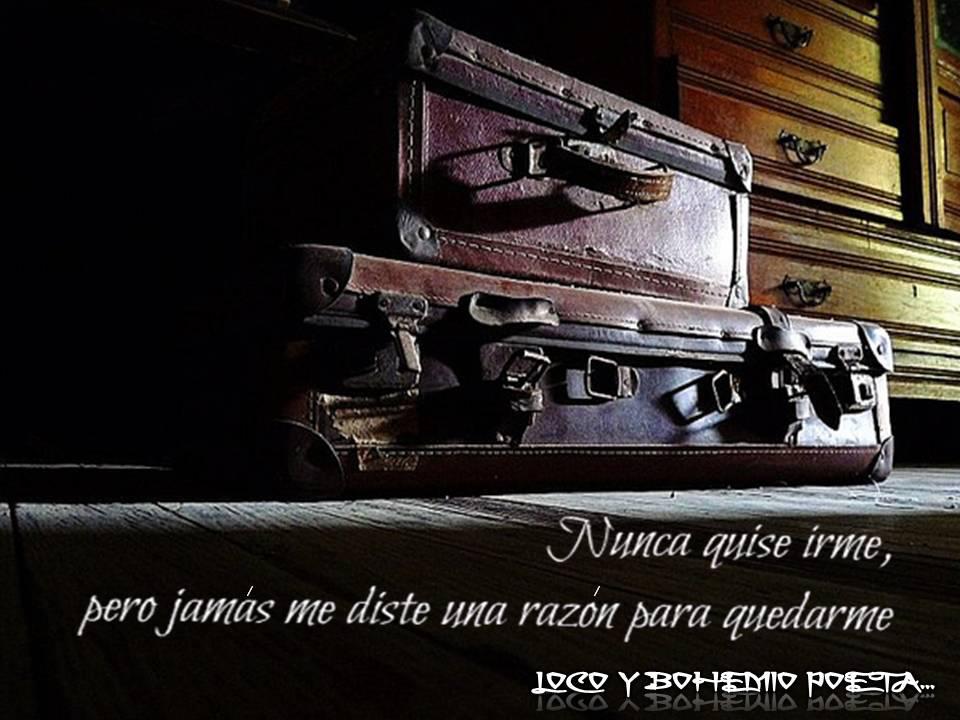 Nunca quise irme,
pero jamás me diste una razón para quedarme
LOCO Y BOHEMIO POETA...